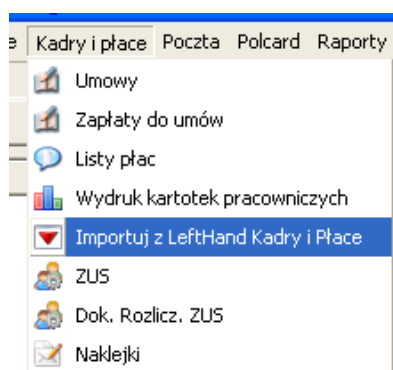 e Kadry i płace Poczta Polcard Raporty
Umowy
Zapłaty do umów
Listy płac
Wydruk kartotek pracowniczych
Importuj z LeftHand Kadry i Płace
ZUS
Dok. Rozlicz. ZUS
Naklejki